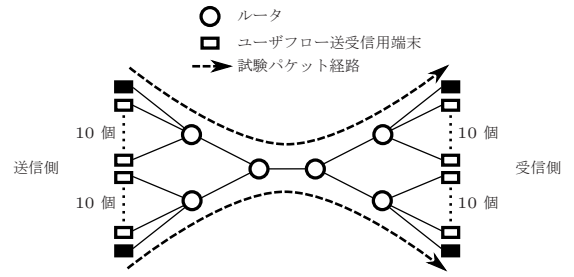 ルータ
ユーザフロー送受信用端末
試験パケット経路
10 個
10 個
送信側
受信側
10 個
10 個